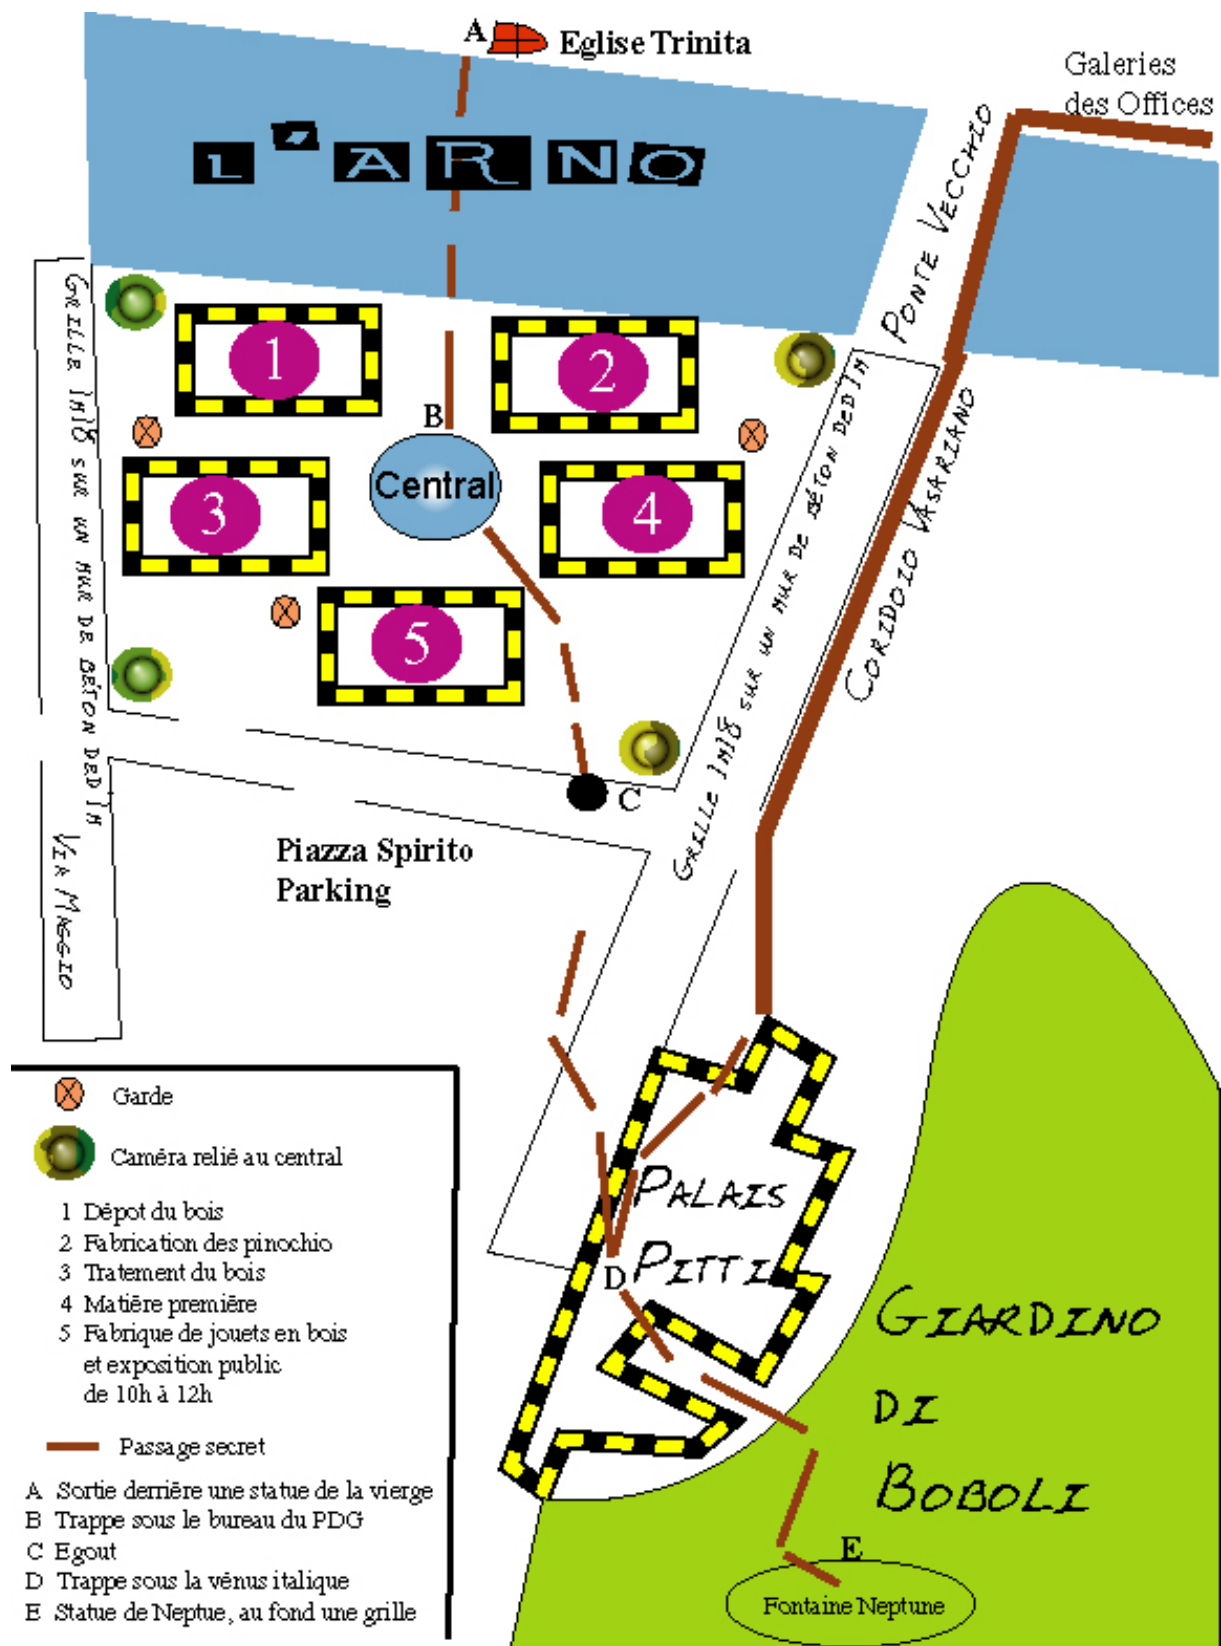 A Eglise Trinita
Galeries
des Offices
L'ARNO
PONTE VECCHIO
GRILLE 1M18 SUR UN MUR DE BÉTON DED 1M
1
2
B
Central
3
4
5
GRILLE 1M18 SUR UN MUR DE BÉTON DED 1M
CORIDOIO VASARIANO
C
VIA MAGGIO
Piazza Spirito
Parking
PALAIS
PITTI
D
GIARDINO
DI
BOBOLI
E
Fontaine Neptune
Garde
Caméra relié au central
1 Dépot du bois
2 Fabrication des pinochio
3 Tratement du bois
4 Matière première
5 Fabrique de jouets en bois
et exposition public
de 10h à 12h
Passage secret
A Sortie derrière une statue de la vierge
B Trappe sous le bureau du PDG
C Egout
D Trappe sous la vénus italique
E Statue de Neptue, au fond une grille